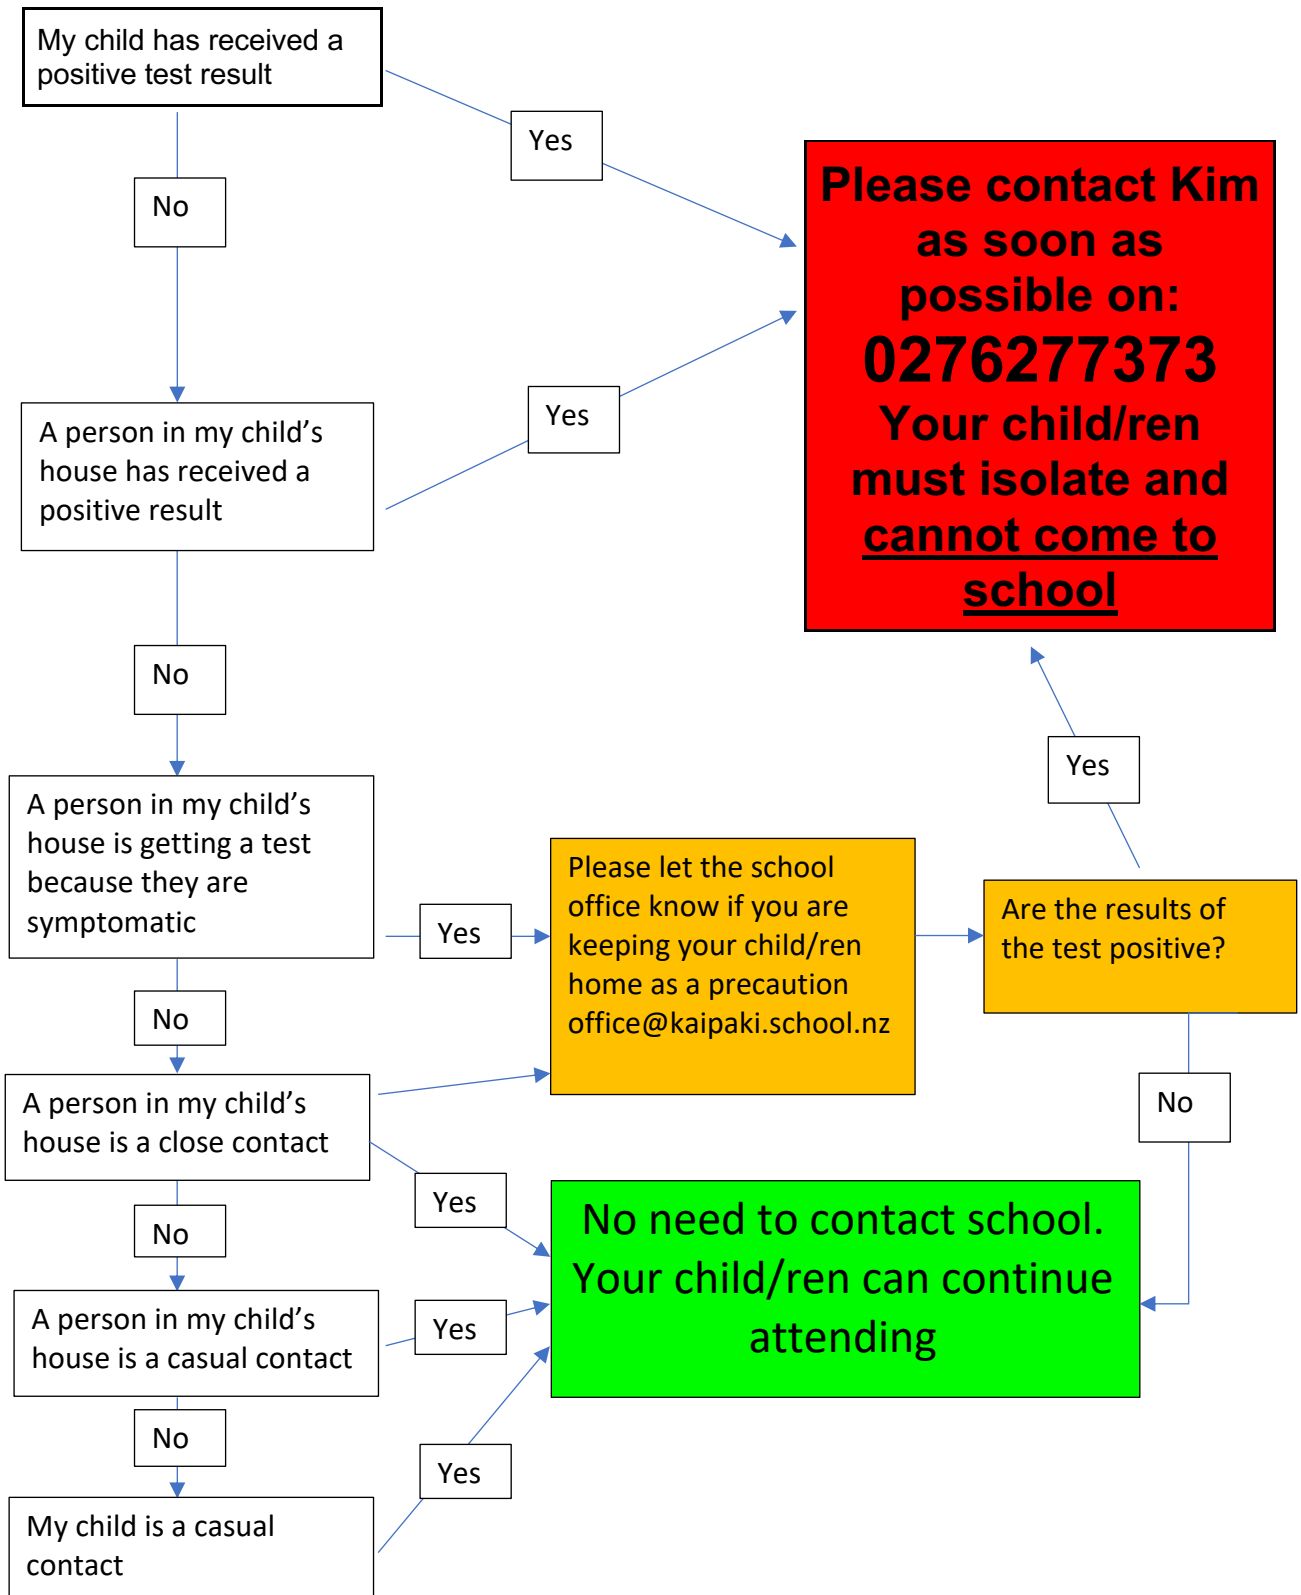 My child has received a
positive test result
Yes
No
Please contact Kim
as soon as
possible on:
0276277373
Your child/ren
must isolate and
cannot come to
school
A person in my child's
house has received a
positive result
Yes
No
A person in my child's
house is getting a test
because they are
symptomatic
Yes
Please let the school
office know if you are
keeping your child/ren
home as a precaution
office@kaipaki.school.nz
Are the results of
the test positive?
Yes
No
No
A person in my child's
house is a close contact
Yes
No
No need to contact school.
Your child/ren can continue
attending
A person in my child's
house is a casual contact
Yes
No
My child is a casual
contact
Yes